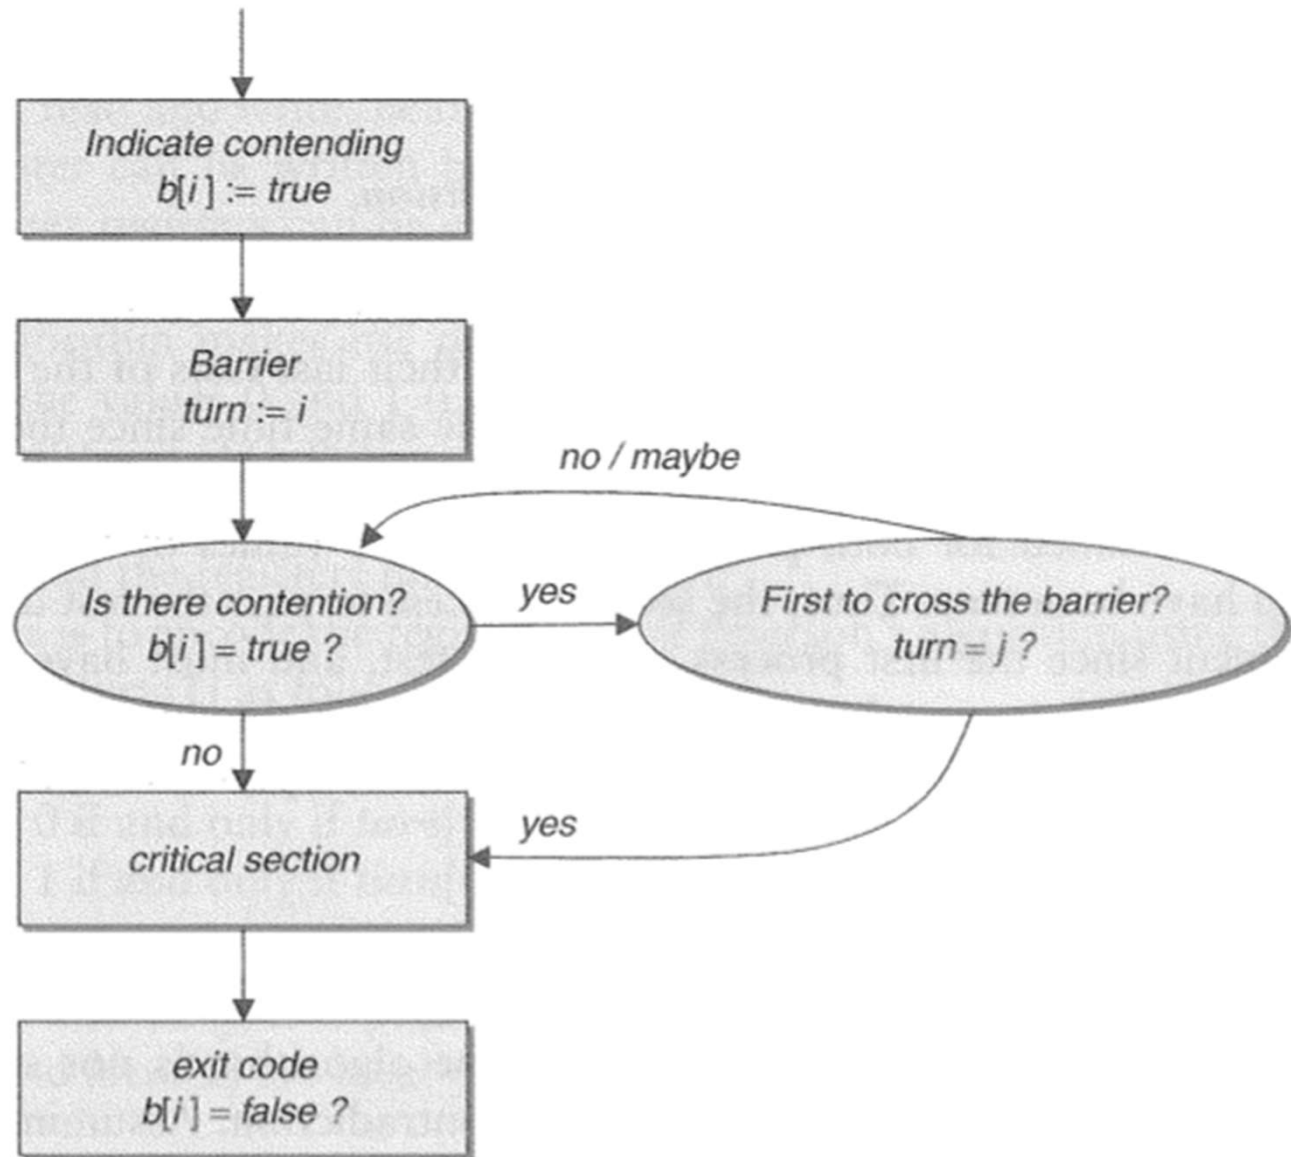 Indicate contending
b[i] := true
Barrier
turn := i
no / maybe
Is there contention?
b[i] = true ?
yes
First to cross the barrier?
turn = j ?
no
critical section
yes
exit code
b[i] = false ?